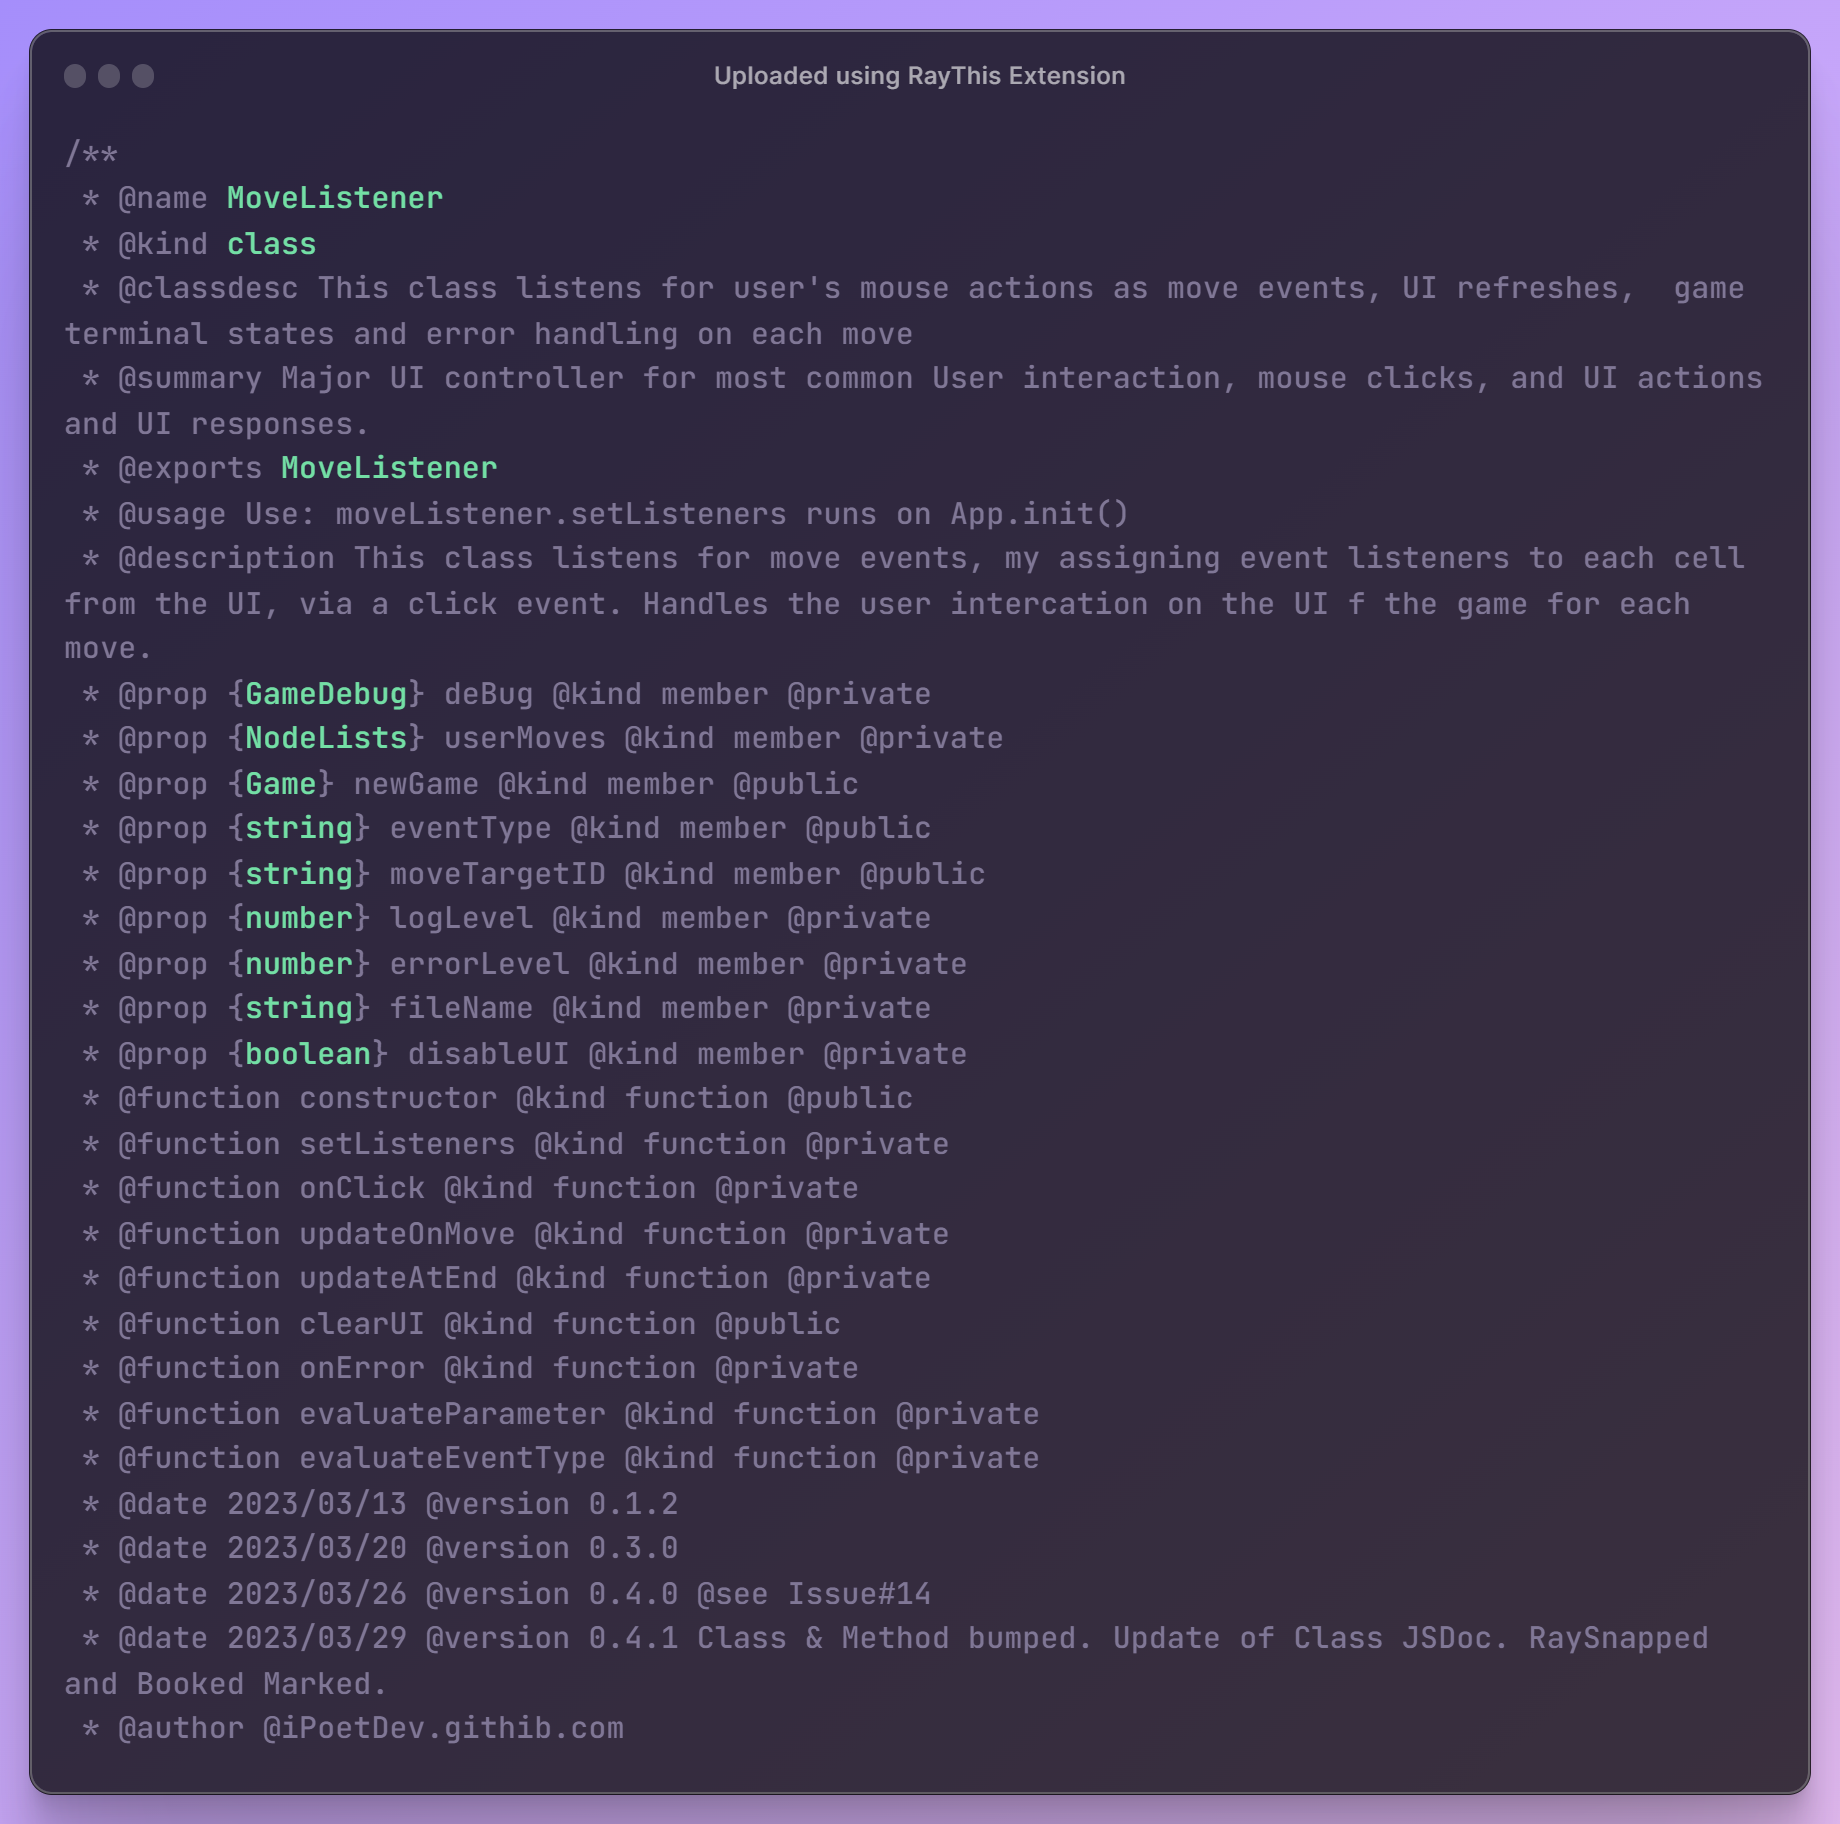 Uploaded using RayThis Extension
/**
 * @name MoveListener
 * @kind class
 * @classdesc This class listens for user's mouse actions as move events, UI refreshes,  game
terminal states and error handling on each move
 * @summary Major UI controller for most common User interaction, mouse clicks, and UI actions
and UI responses.
 * @exports MoveListener
 * @usage Use: moveListener.setListeners runs on App.init()
 * @description This class listens for move events, my assigning event listeners to each cell
from the UI, via a click event. Handles the user intercation on the UI f the game for each
move.
 * @prop {GameDebug} deBug @kind member @private
 * @prop {NodeLists} userMoves @kind member @private
 * @prop {Game} newGame @kind member @public
 * @prop {string} eventType @kind member @public
 * @prop {string} moveTargetID @kind member @public
 * @prop {number} logLevel @kind member @private
 * @prop {number} errorLevel @kind member @private
 * @prop {string} fileName @kind member @private
 * @prop {boolean} disableUI @kind member @private
 * @function constructor @kind function @public
 * @function setListeners @kind function @private
 * @function onClick @kind function @private
 * @function updateOnMove @kind function @private
 * @function updateAtEnd @kind function @private
 * @function clearUI @kind function @public
 * @function onError @kind function @private
 * @function evaluateParameter @kind function @private
 * @function evaluateEventType @kind function @private
 * @date 2023/03/13 @version 0.1.2
 * @date 2023/03/20 @version 0.3.0
 * @date 2023/03/26 @version 0.4.0 @see Issue#14
 * @date 2023/03/29 @version 0.4.1 Class & Method bumped. Update of Class JSDoc. RaySnapped
and Booked Marked.
 * @author @iPoetDev.githib.com